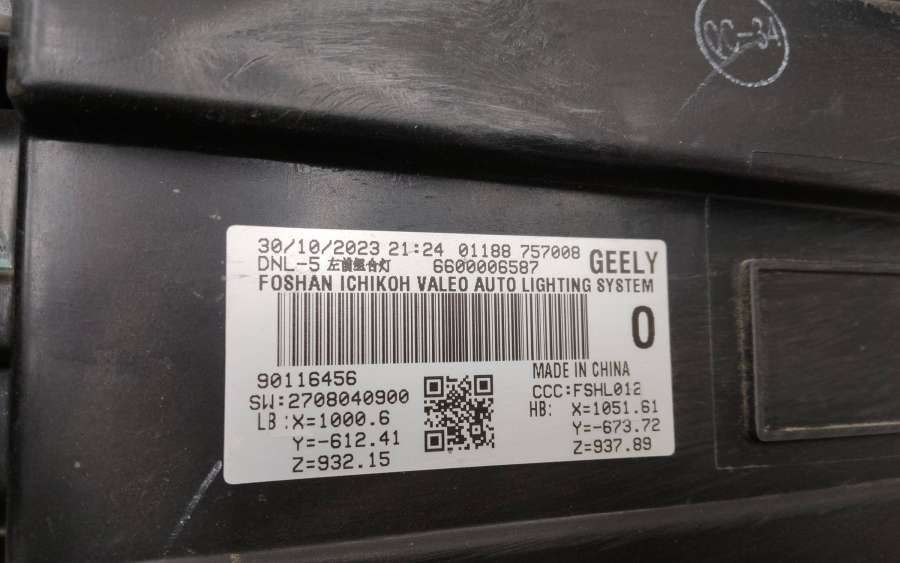 QC-3A
30/10/2023 21:24 01188 757008
GEELY
DNL-5 左前组合灯 6600006587
FOSHAN ICHIKOH VALEO AUTO LIGHTING SYSTEM
0
90116456
MADE IN CHINA
SW:2708040900
CCC:FSHL012
LB:X=1000.6
HB: X=1051.61
Y=-612.41
Y=-673.72
Z=932.15
Z=937.89